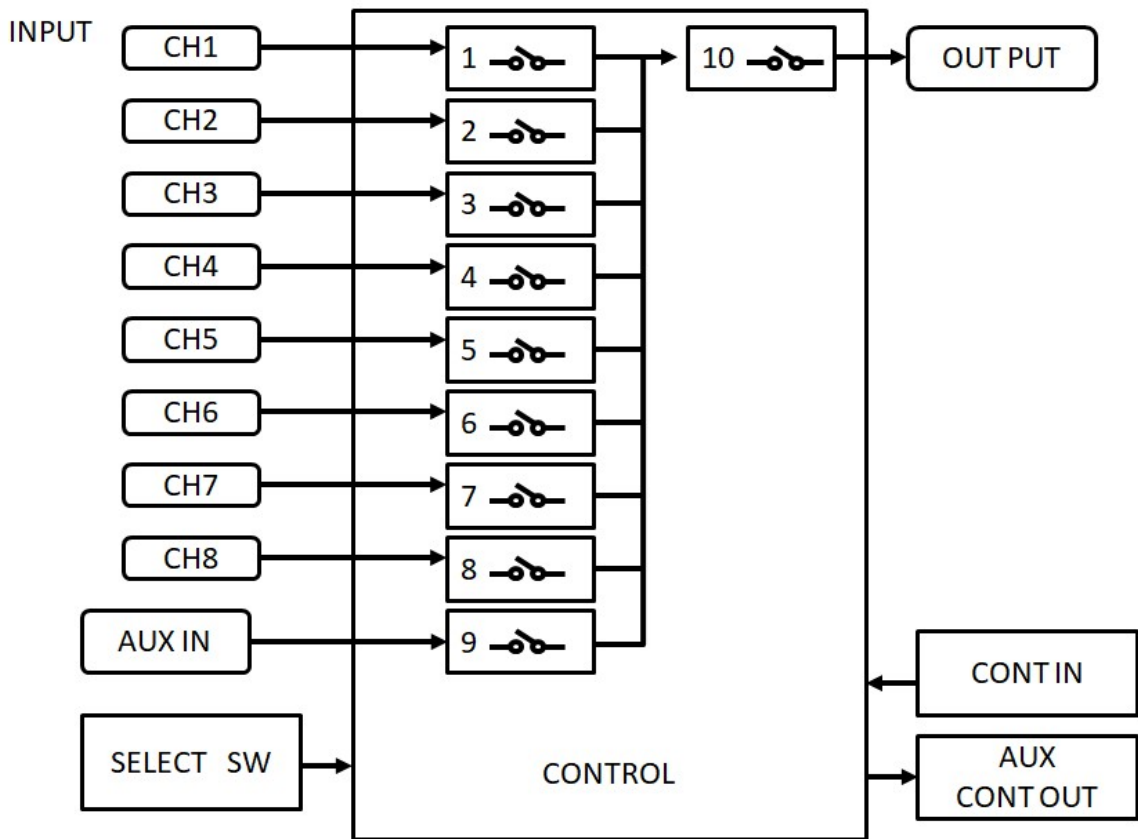 INPUT
CH1
1
10
OUT PUT
CH2
2
CH3
3
CH4
4
CH5
5
CH6
6
CH7
7
CH8
8
AUX IN
9
CONT IN
SELECT SW
CONTROL
AUX
CONT OUT